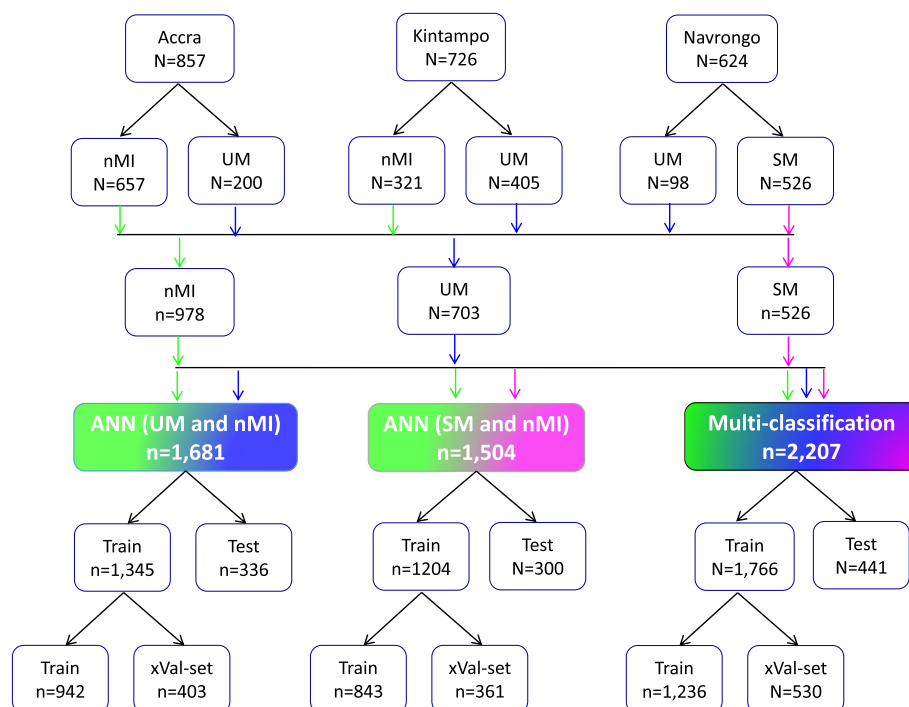 Accra
N=857
Kintampo
N=726
Navrongo
N=624
nMI
N=657
UM
N=200
nMI
N=321
UM
N=405
UM
N=98
SM
N=526
nMI
n=978
UM
N=703
SM
n=526
ANN (UM and nMI)
n=1,681
ANN (SM and nMI)
n=1,504
Multi-classification
n=2,207
Train
n=1,345
Test
n=336
Train
n=1204
Test
N=300
Train
N=1,766
Test
N=441
Train
n=942
xVal-set
n=403
Train
n=843
xVal-set
n=361
Train
n=1,236
xVal-set
N=530